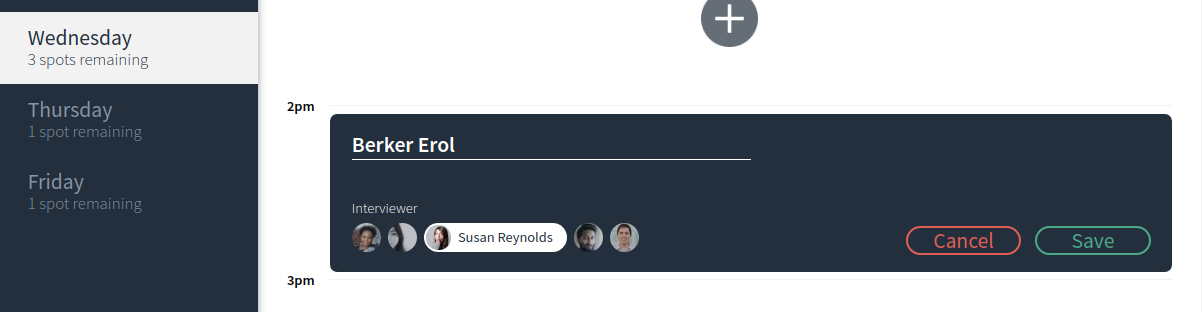 Wednesday
3 spots remaining
Thursday
1 spot remaining
Friday
1 spot remaining
2pm
Berker Erol
Interviewer
Susan Reynolds
Cancel
Save
3pm